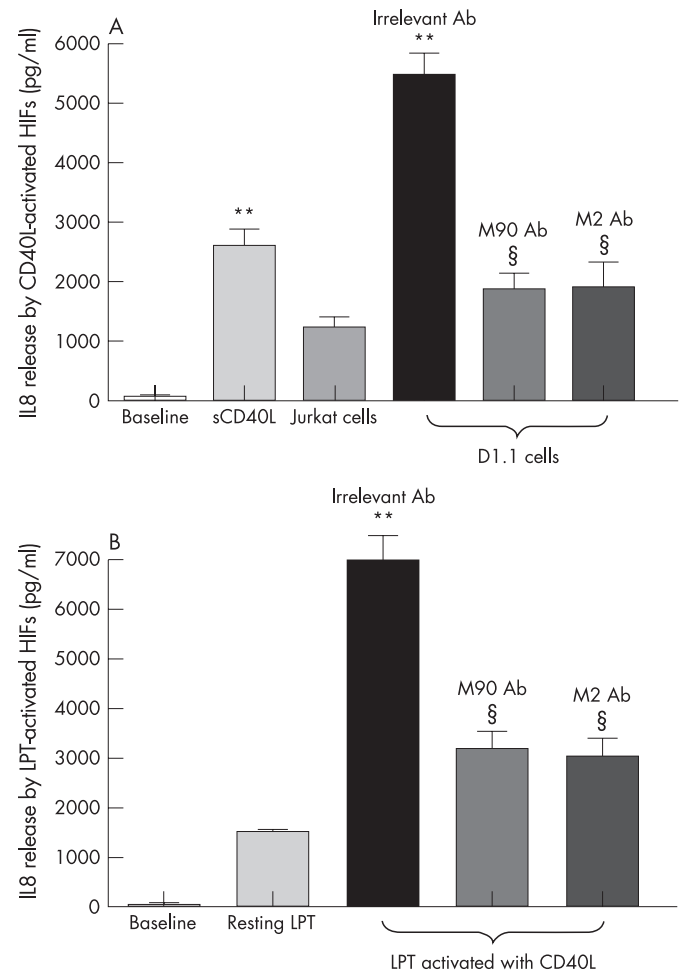 A
Irrelevant Ab
**
6000
5000
4000
3000
2000
1000
0
IL8 release by CD40L-activated HIFs (pg/ml)
**
M90 Ab
§
M2 Ab
§
Baseline
sCD40L
Jurkat cells
D1.1 cells
B
Irrelevant Ab
**
7000
6000
5000
4000
3000
2000
1000
0
IL8 release by LPT-activated HIFs (pg/ml)
M90 Ab
§
M2 Ab
§
Baseline
Resting LPT
LPT activated with CD40L